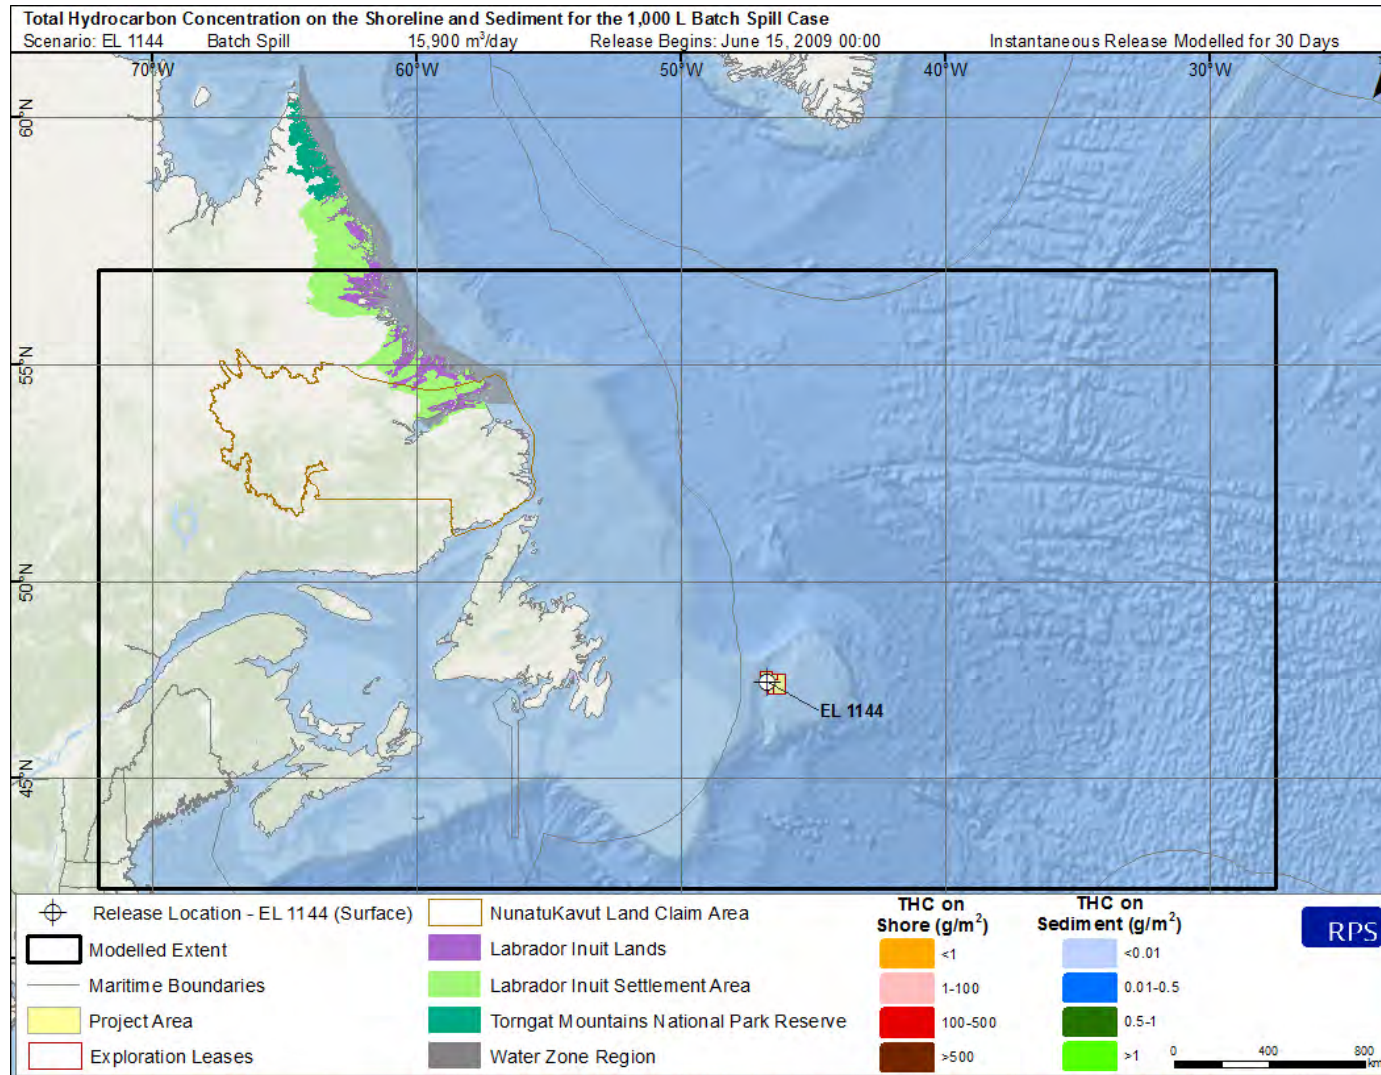 Total Hydrocarbon Concentration on the Shoreline and Sediment for the 1,000 L Batch Spill Case
Scenario: EL 1144 Batch Spill 15,900 m³/day Release Begins: June 15, 2009 00:00 Instantaneous Release Modelled for 30 Days
70°W 60°W 50°W 40°W 30°W
60°N
55°N
50°N
45°N
EL 1144
Release Location - EL 1144 (Surface)
Modelled Extent
Maritime Boundaries
Project Area
Exploration Leases
NunatuKavut Land Claim Area
Labrador Inuit Lands
Labrador Inuit Settlement Area
Torngat Mountains National Park Reserve
Water Zone Region
THC on
Shore (g/m²)
<1
1-100
100-500
>500
THC on
Sediment (g/m²)
<0.01
0.01-0.5
0.5-1
>1
RPS
0 400 800
km